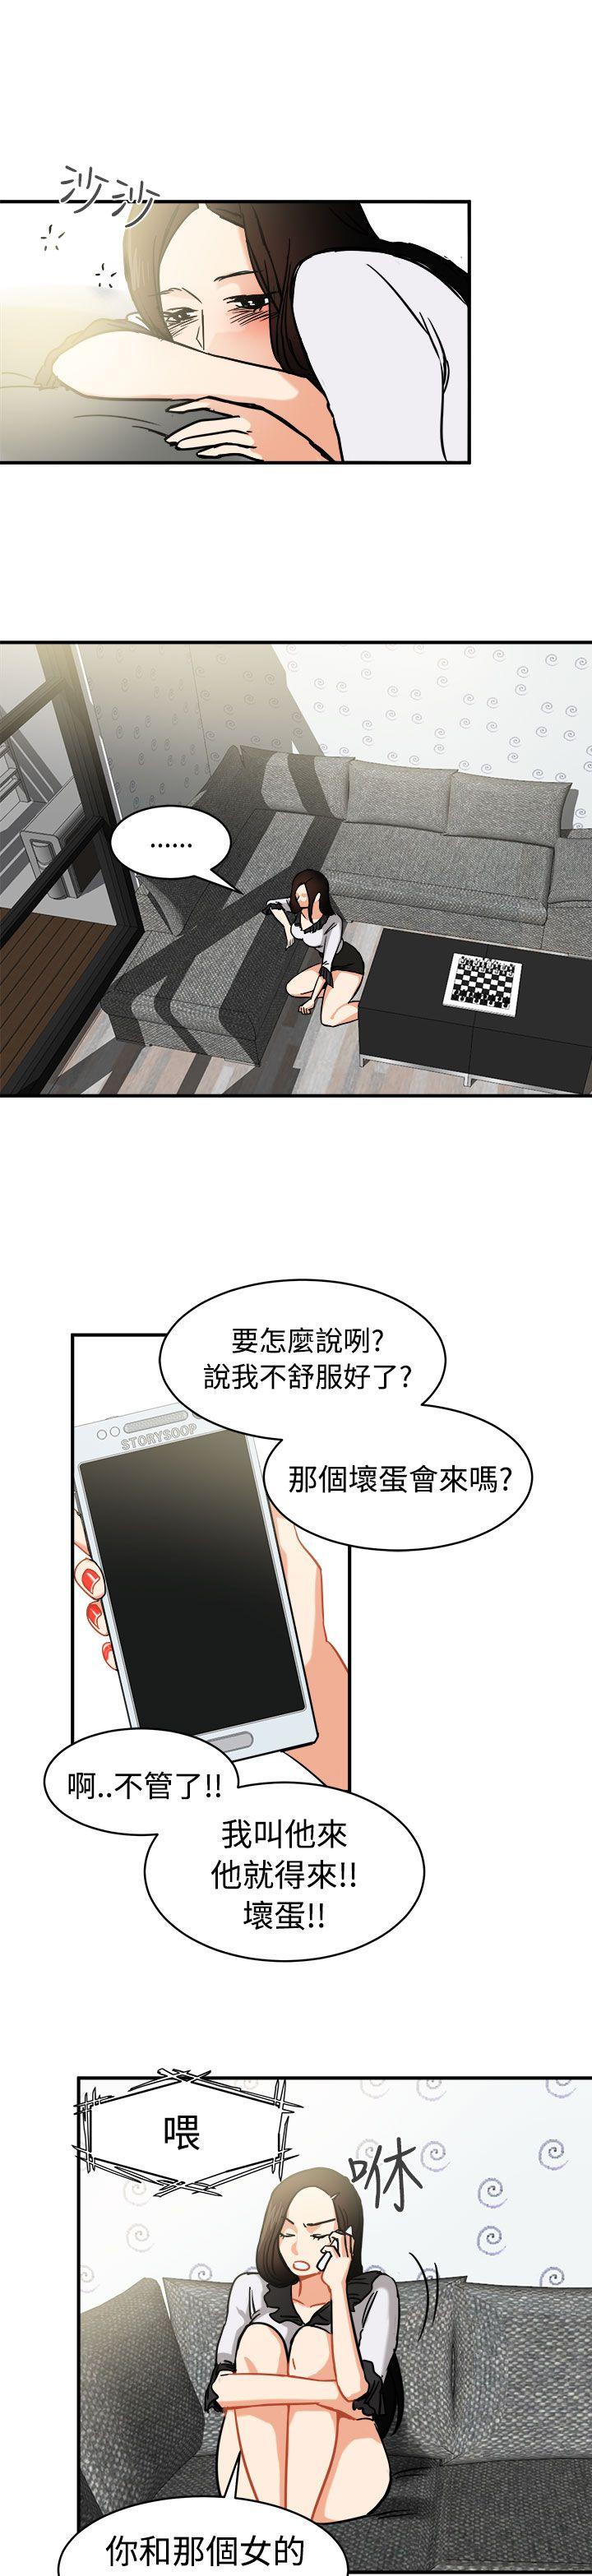 沙沙
......
要怎麼說咧?
說我不舒服好了?
那個壞蛋會來嗎?
STORYSOOP
啊..不管了!!
我叫他來
他就得來!!
壞蛋!!
喂
咻
你和那個女的